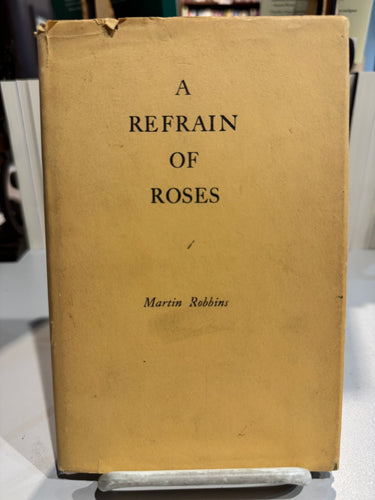 A
REFRAIN
OF
ROSES
Martin Robbins